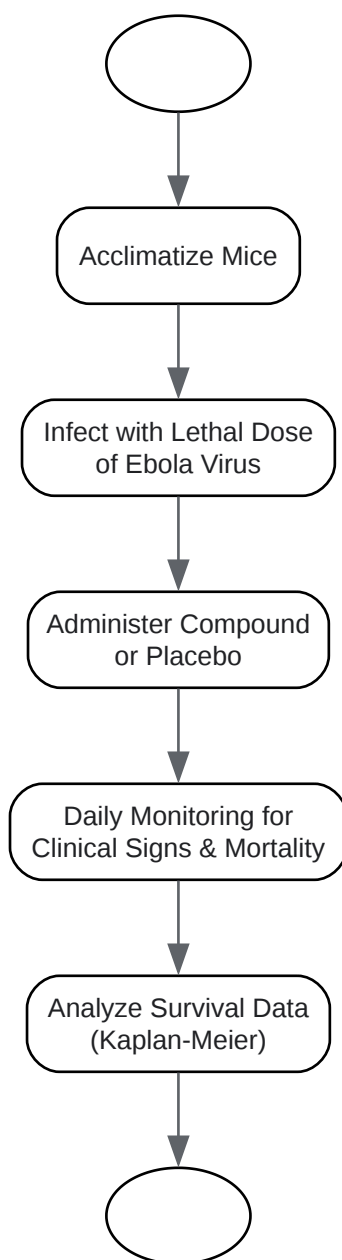 Acclimatize Mice
Infect with Lethal Dose
of Ebola Virus
Administer Compound
or Placebo
Daily Monitoring for
Clinical Signs & Mortality
Analyze Survival Data
(Kaplan-Meier)